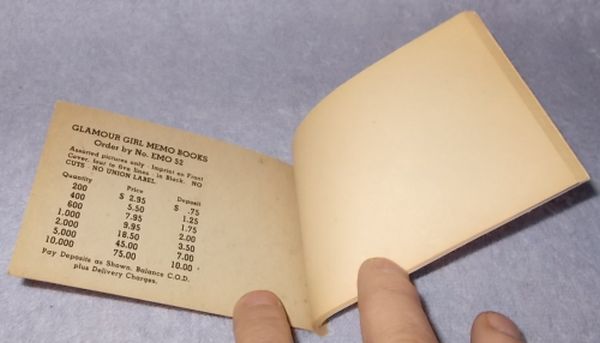 GLAMOUR GIRL MEMO BOOKS
Order by No. EMO 52
Assorted pictures only - Imprint on Front
Cover, four to five lines in Black. NO
CUTS - NO UNION LABEL.
Quantity Price Deposit
200 $ 2.95 $ .75
400 5.50 1.25
600 7.95 1.75
1.000 9.95 2.00
2.000 18.50 3.50
5,000 45.00 7.00
10,000 75.00 10.00
Pay Deposits as Shown. Balance C.O.D.
plus Delivery Charges.